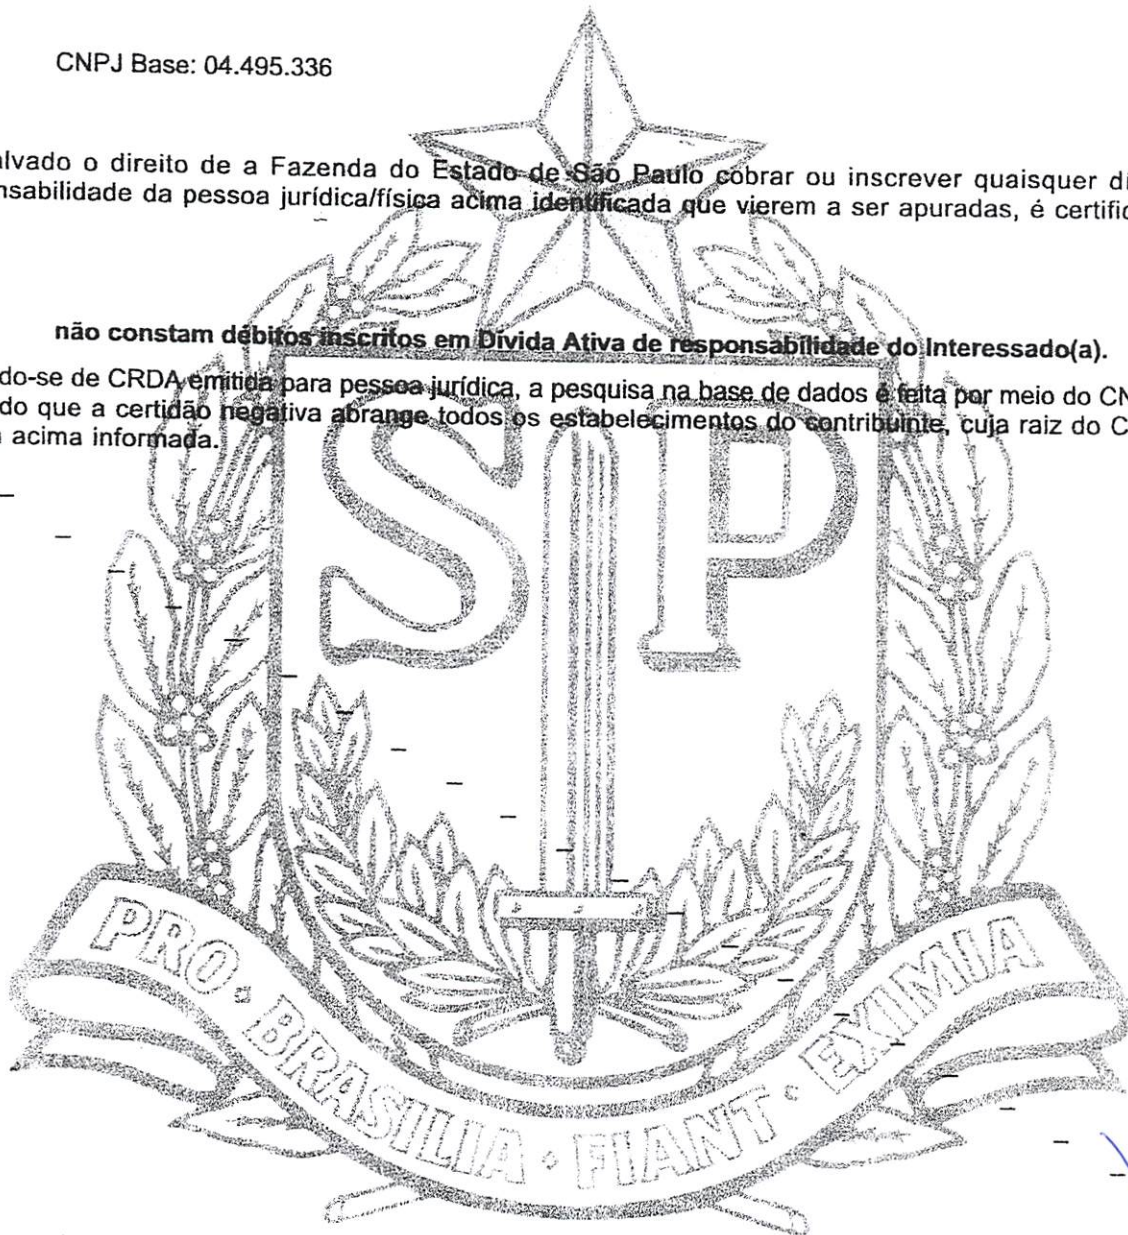 CNPJ Base: 04.495.336
alvado o direito de a Fazenda do Estado de São Paulo cobrar ou inscrever quaisquer dí
nsabilidade da pessoa jurídica/física acima identificada que vierem a ser apuradas, é certific
não constam débitos inscritos em Dívida Ativa de responsabilidade do Interessado(a).
do-se de CRDA emitida para pessoa jurídica, a pesquisa na base de dados é feita por meio do CN
do que a certidão negativa abrange todos os estabelecimentos do contribuinte, cuja raiz do C
acima informada.
SP
PRO · BRASILIA · FIANT · EXIMIA